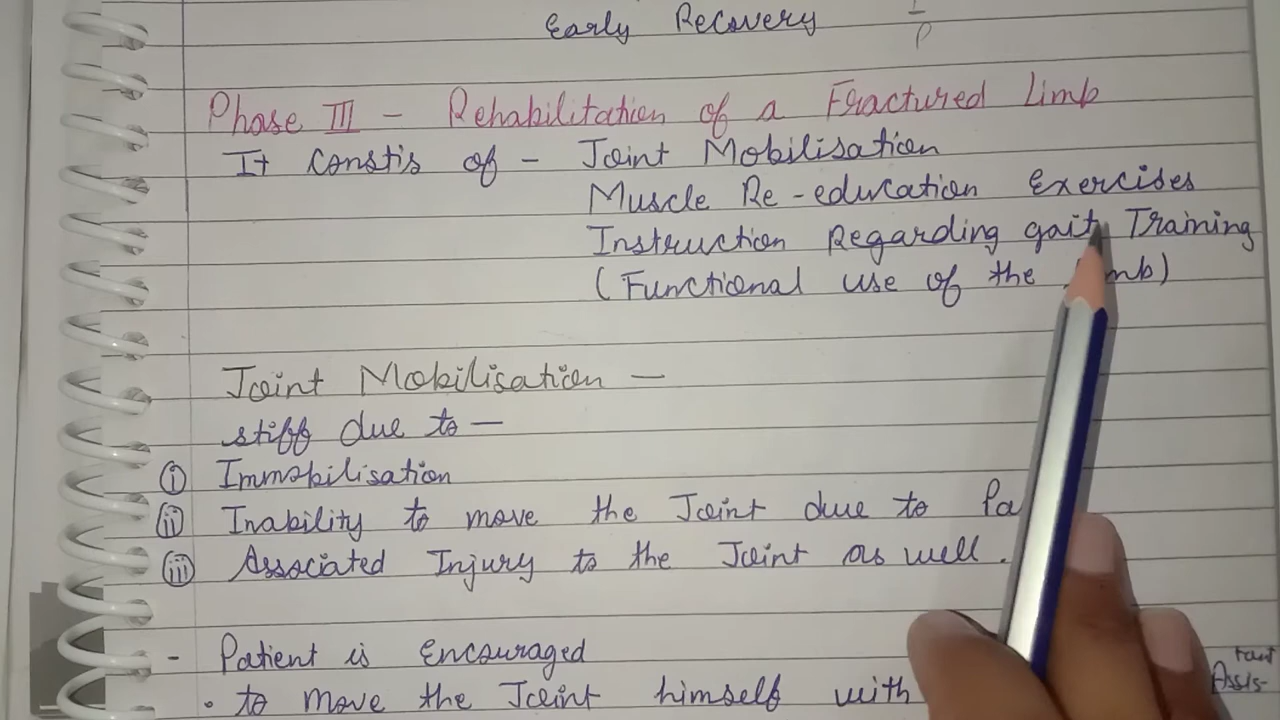 Early Recovery
Phase III - Rehabilitation of a Fractured Limb
It Constis of - Joint Mobilisation
Muscle Re-education Exercises
Instruction Regarding gait Training
(Functional use of the
Joint Mobilisation -
stiff due to -
(i) Immobilisation
(ii) Inability to move the Joint due to
(iii) Associated Injury to the Joint as well.
- Patient is Encouraged
• to move the Joint himself with